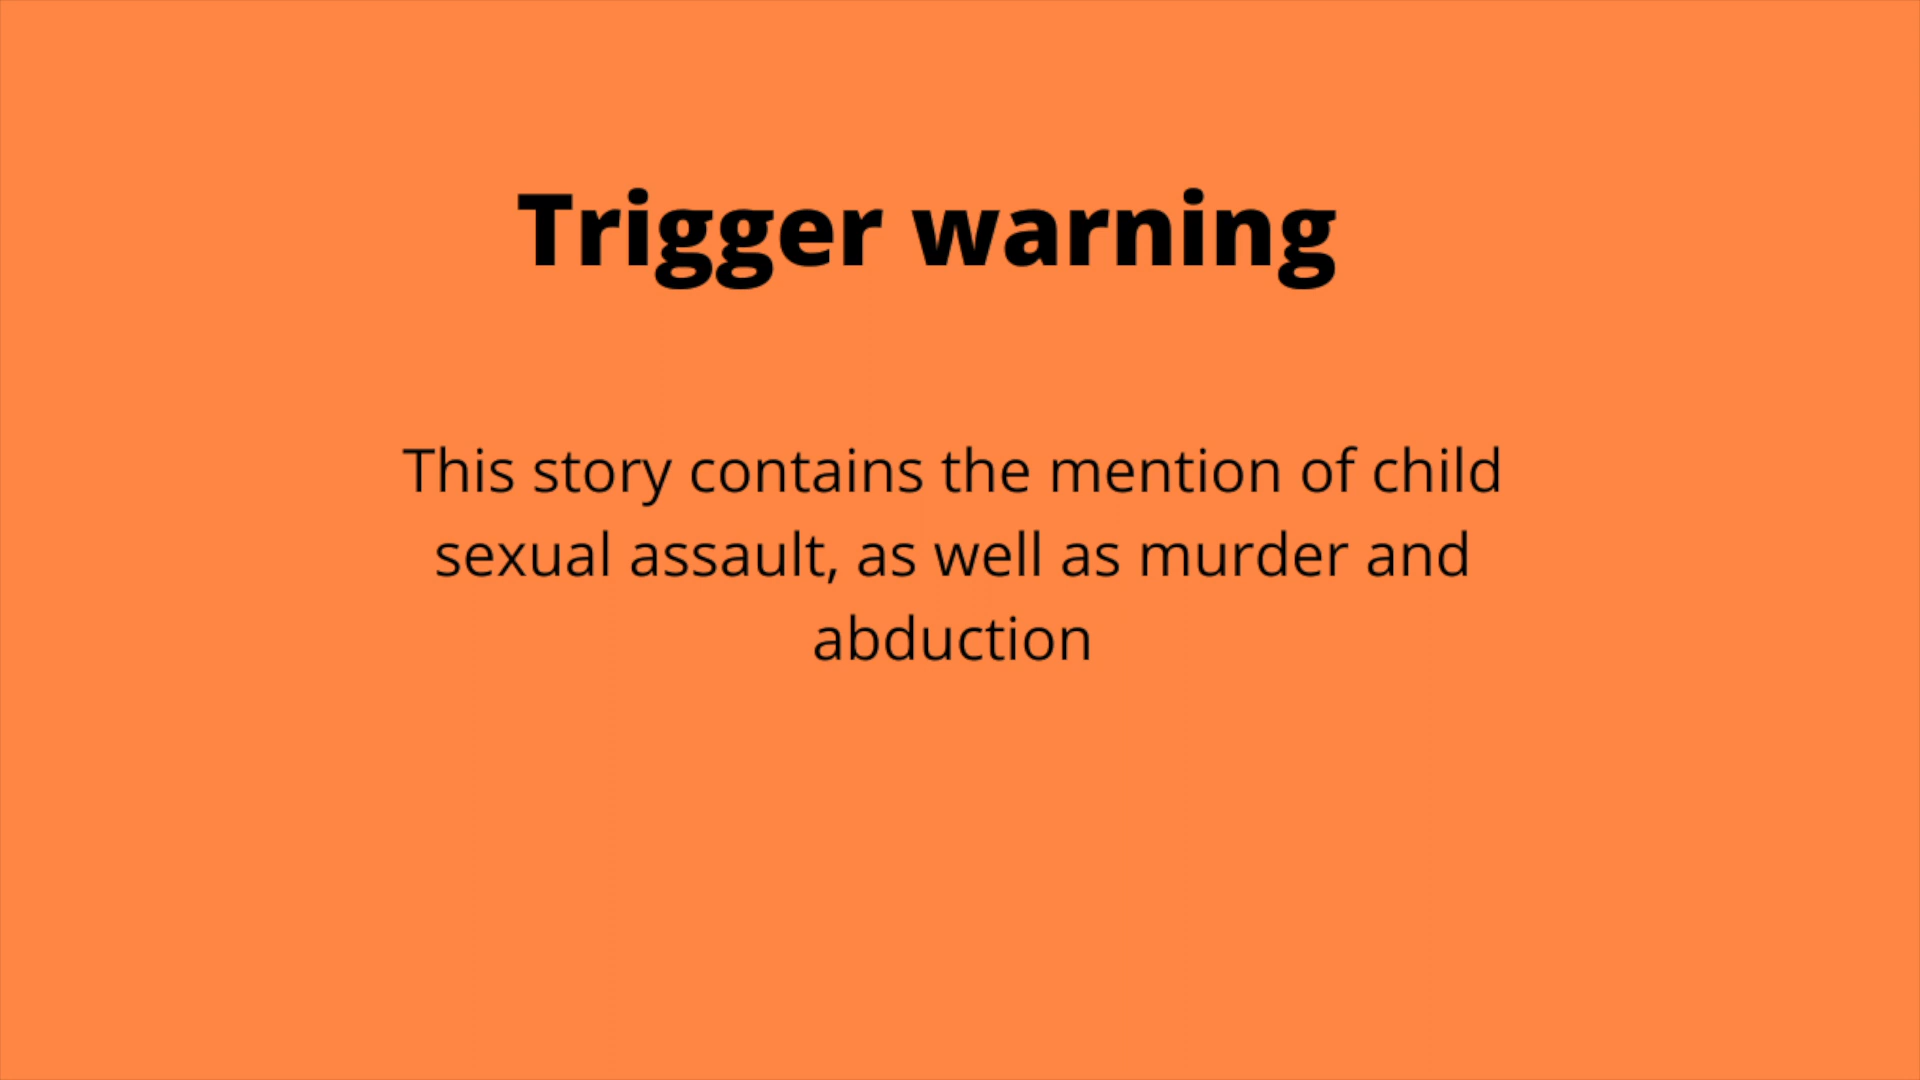 Trigger warning
This story contains the mention of child
sexual assault, as well as murder and
abduction